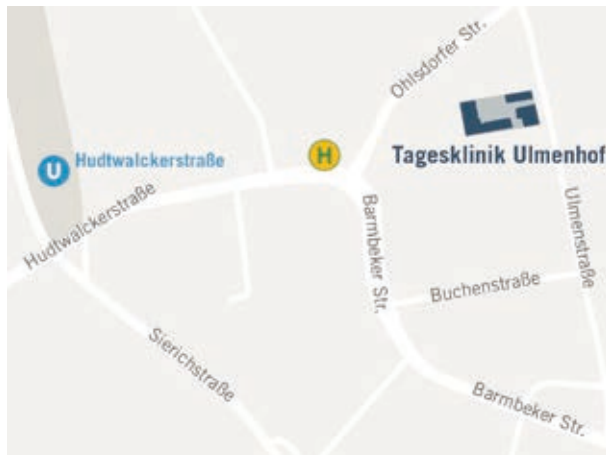 Ohlsdorfer Str.
H
U
Hudtwalckerstraße
Tagesklinik Ulmenhof
Hudtwalckerstraße
Barmbeker Str.
Ulmenstraße
Buchenstraße
Sierichstraße
Barmbeker Str.